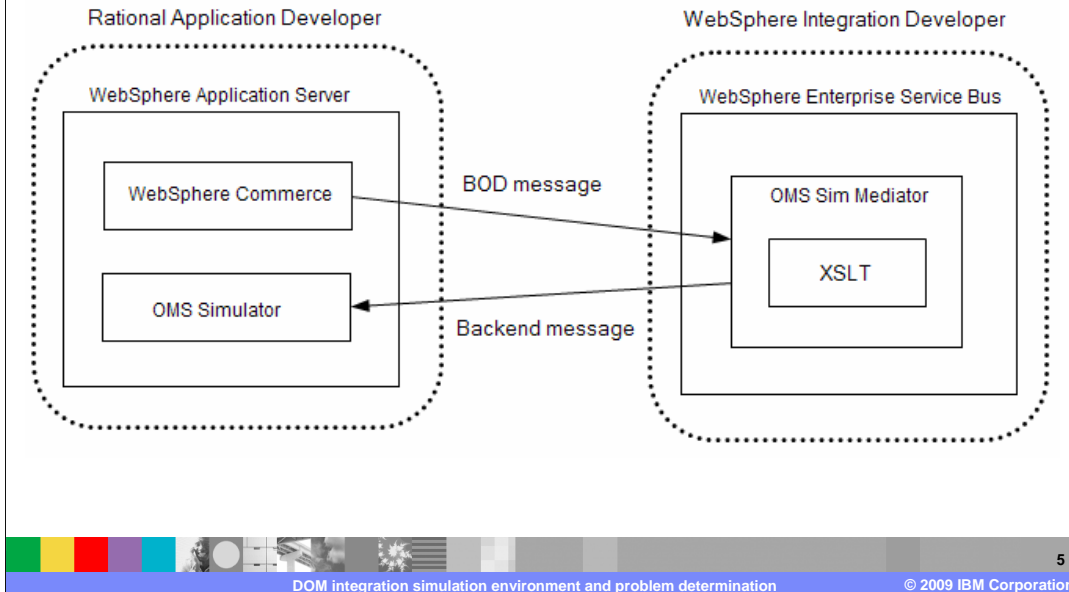 Rational Application Developer
WebSphere Integration Developer
WebSphere Application Server
WebSphere Enterprise Service Bus
WebSphere Commerce
BOD message
OMS Sim Mediator
XSLT
OMS Simulator
Backend message
5
DOM integration simulation environment and problem determination
© 2009 IBM Corporation